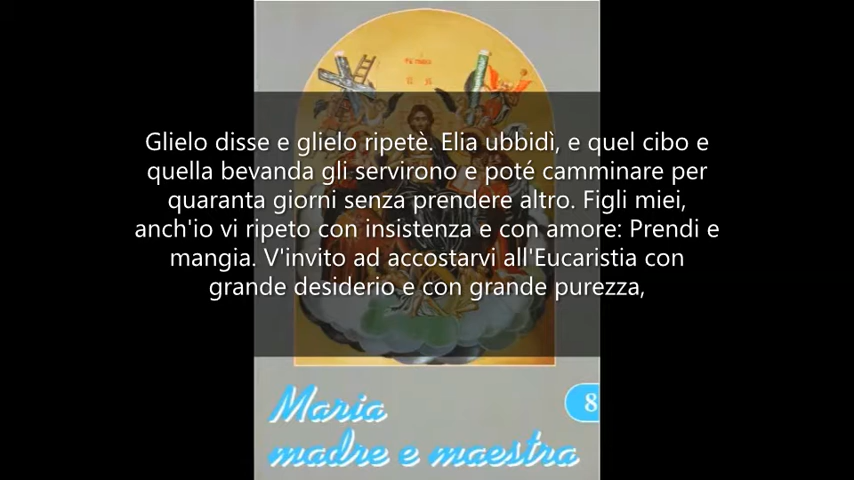 Glielo disse e glielo ripetè. Elia ubbidì, e quel cibo e
quella bevanda gli servirono e poté camminare per
quaranta giorni senza prendere altro. Figli miei,
anch'io vi ripeto con insistenza e con amore: Prendi e
mangia. V'invito ad accostarvi all'Eucaristia con
grande desiderio e con grande purezza,
Maria
8
madre e maestra